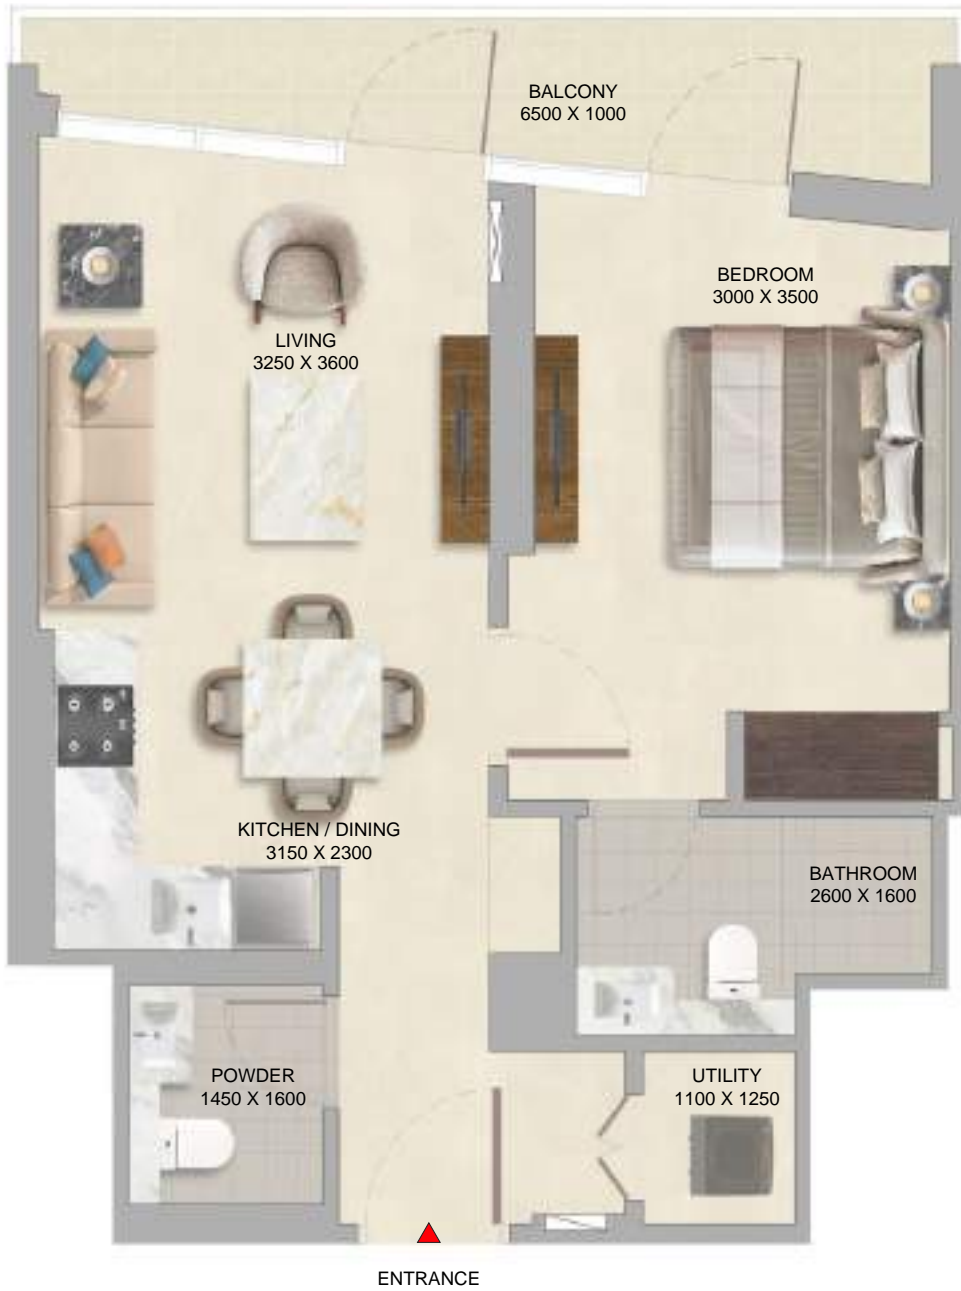 BALCONY
6500 X 1000
BEDROOM
3000 X 3500
LIVING
3250 X 3600
KITCHEN / DINING
3150 X 2300
BATHROOM
2600 X 1600
POWDER
1450 X 1600
UTILITY
1100 X 1250
ENTRANCE